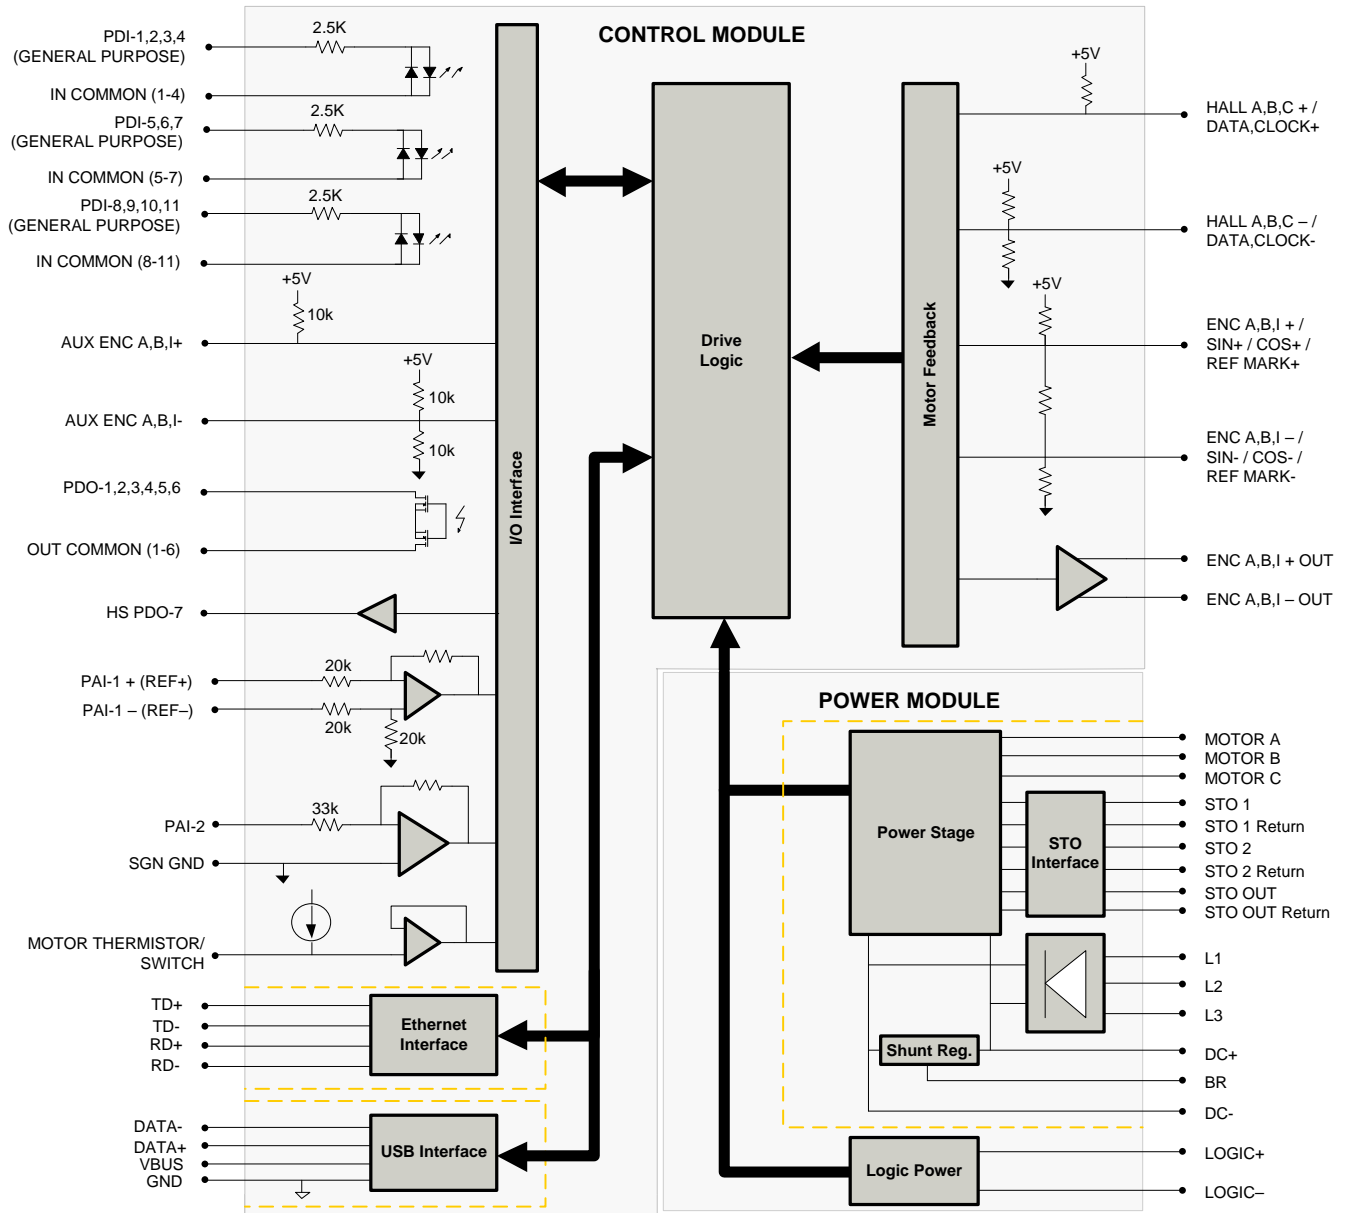 CONTROL MODULE
PDI-1,2,3,4
(GENERAL PURPOSE)
2.5K
IN COMMON (1-4)
PDI-5,6,7
(GENERAL PURPOSE)
2.5K
IN COMMON (5-7)
PDI-8,9,10,11
(GENERAL PURPOSE)
2.5K
IN COMMON (8-11)
+5V
10k
AUX ENC A,B,I+
+5V
10k
AUX ENC A,B,I-
10k
PDO-1,2,3,4,5,6
OUT COMMON (1-6)
HS PDO-7
PAI-1 + (REF+)
20k
PAI-1 – (REF–)
20k
20k
PAI-2
33k
SGN GND
MOTOR THERMISTOR/
SWITCH
I/O Interface
TD+
TD-
RD+
RD-
Ethernet
Interface
DATA-
DATA+
VBUS
GND
USB Interface
Drive
Logic
Motor Feedback
+5V
HALL A,B,C + /
DATA,CLOCK+
+5V
HALL A,B,C – /
DATA,CLOCK-
+5V
ENC A,B,I + /
SIN+ / COS+ /
REF MARK+
ENC A,B,I – /
SIN- / COS- /
REF MARK-
ENC A,B,I + OUT
ENC A,B,I – OUT
POWER MODULE
Power Stage
MOTOR A
MOTOR B
MOTOR C
STO
Interface
STO 1
STO 1 Return
STO 2
STO 2 Return
STO OUT
STO OUT Return
L1
L2
L3
Shunt Reg.
DC+
BR
DC-
Logic Power
LOGIC+
LOGIC–